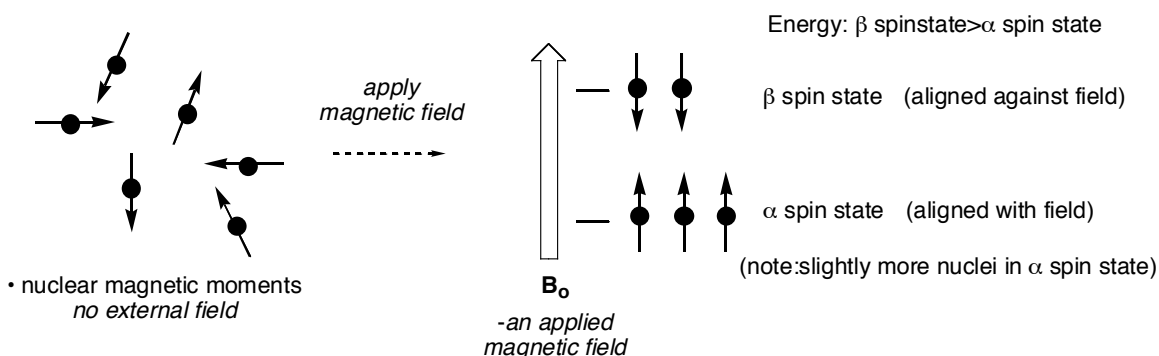 Energy: β spinstate>α spin state
apply
magnetic field
β spin state (aligned against field)
α spin state (aligned with field)
(note:slightly more nuclei in α spin state)
• nuclear magnetic moments
no external field
Bo
-an applied
magnetic field